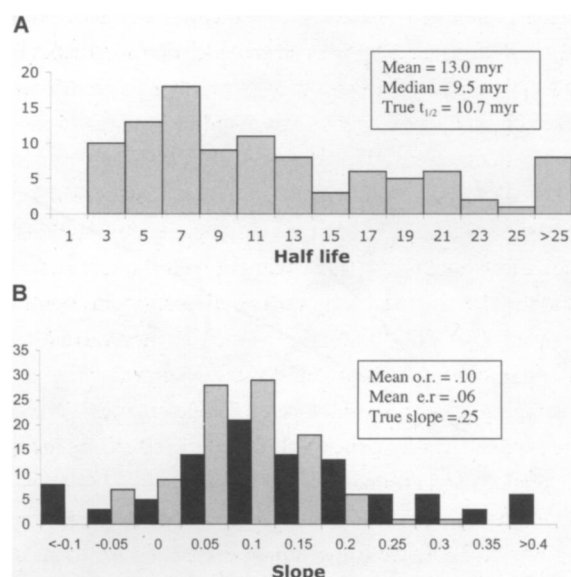 A
Mean = 13.0 myr
Median = 9.5 myr
True t1/2 = 10.7 myr
20
15
10
5
0
1 3 5 7 9 11 13 15 17 19 21 23 25 >25
Half life
B
Mean o.r. = .10
Mean e.r = .06
True slope =.25
35
30
25
20
15
10
5
0
<-0.1 -0.05 0 0.05 0.1 0.15 0.2 0.25 0.3 0.35 >0.4
Slope